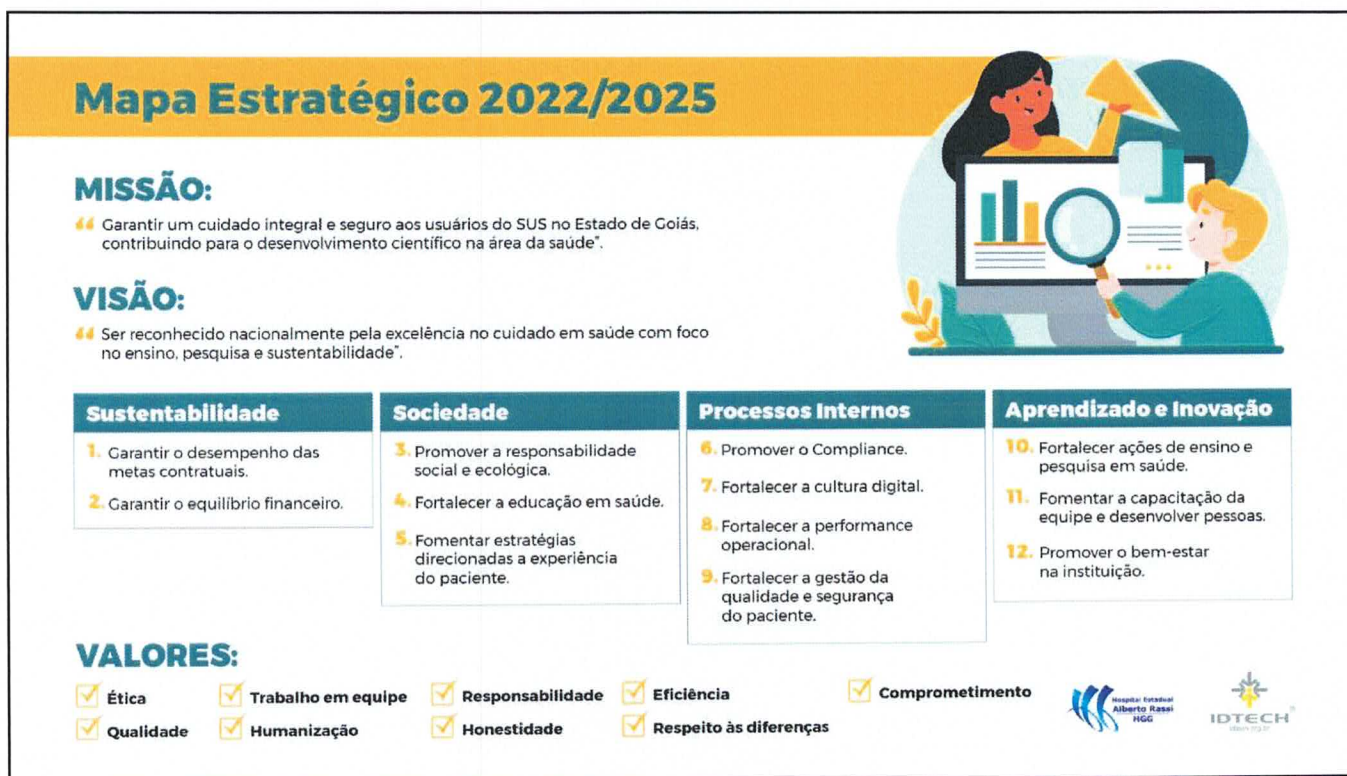 Mapa Estratégico 2022/2025
MISSÃO:
“ Garantir um cuidado integral e seguro aos usuários do SUS no Estado de Goiás,
contribuindo para o desenvolvimento científico na área da saúde”.
VISÃO:
“ Ser reconhecido nacionalmente pela excelência no cuidado em saúde com foco
no ensino, pesquisa e sustentabilidade”.
Sustentabilidade
1. Garantir o desempenho das
metas contratuais.
2. Garantir o equilíbrio financeiro.
Sociedade
3. Promover a responsabilidade
social e ecológica.
4. Fortalecer a educação em saúde.
5. Fomentar estratégias
direcionadas a experiência
do paciente.
Processos Internos
6. Promover o Compliance.
7. Fortalecer a cultura digital.
8. Fortalecer a performance
operacional.
9. Fortalecer a gestão da
qualidade e segurança
do paciente.
Aprendizado e Inovação
10. Fortalecer ações de ensino e
pesquisa em saúde.
11. Fomentar a capacitação da
equipe e desenvolver pessoas.
12. Promover o bem-estar
na instituição.
VALORES:
Ética
Trabalho em equipe
Responsabilidade
Eficiência
Comprometimento
Qualidade
Humanização
Honestidade
Respeito às diferenças
Hospital Estadual
Alberto Rassi
HGG
IDTECH®